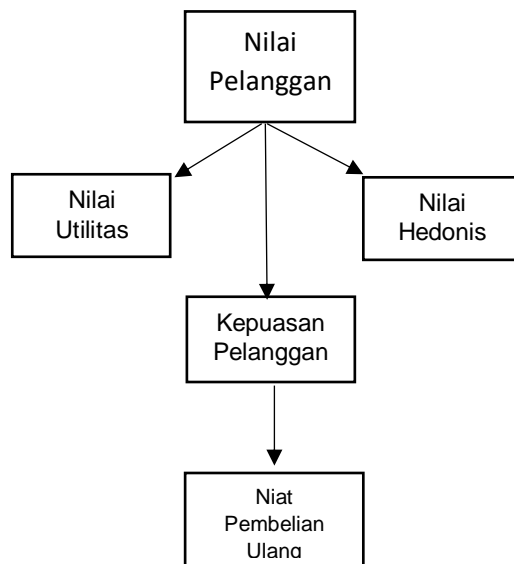 Nilai
Pelanggan
Nilai
Utilitas
Nilai
Hedonis
Kepuasan
Pelanggan
Niat
Pembelian
Ulang